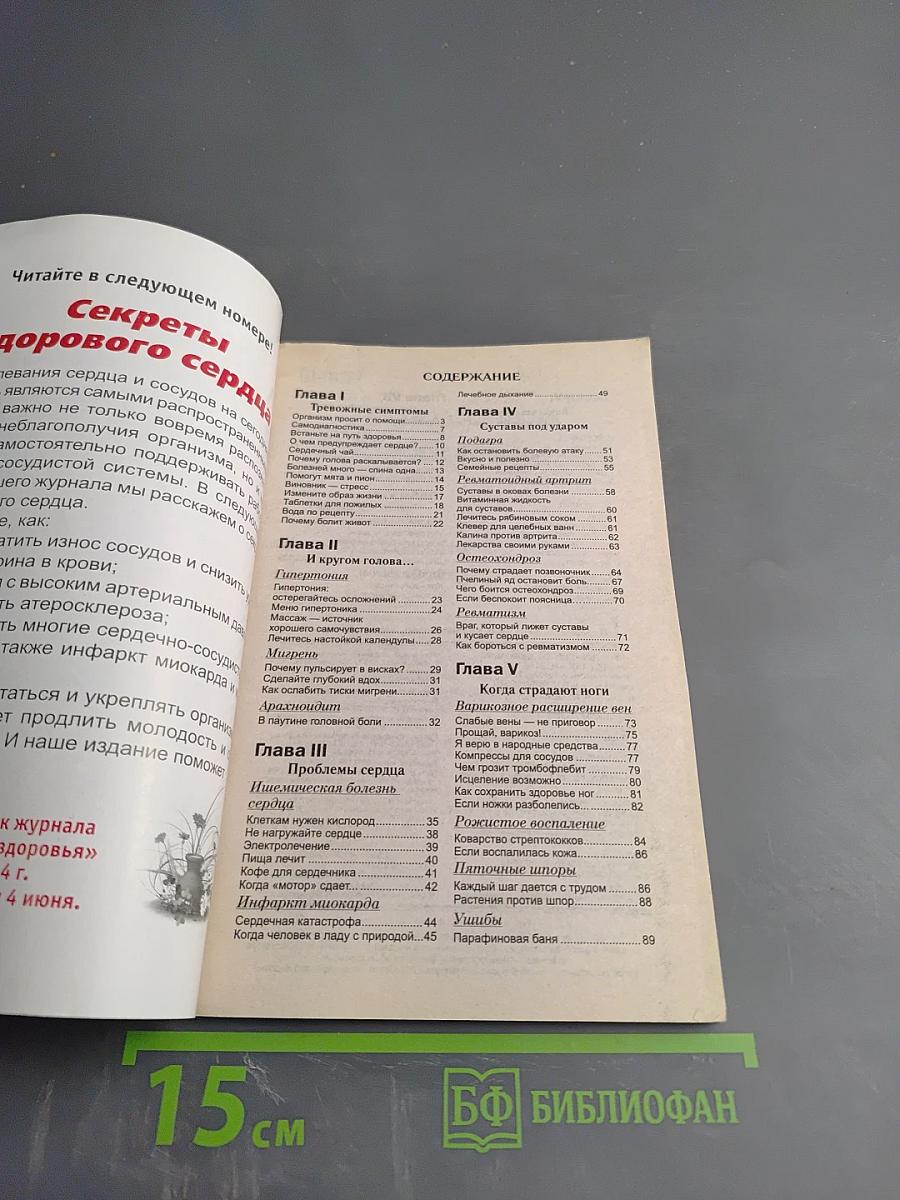 Читайте в следующем номере!
Секреты
дорового сердца
левания сердца и сосудов на
являются самыми
важно не только вовремя
неблагополучия организма, но и
амостоятельно поддерживать
сосудистой системы. В
шего журнала мы расскажем о
го сердца.
е, как:
атить износ сосудов и снизить
рина в крови;
и с высоким артериальным
ть атеросклероза;
ть многие
также инфаркт миокарда и
таться и укреплять
ет продлить молодость и
И наше издание поможет
к журнала
здоровья»
4 г.
4 июня.
СОДЕРЖАНИЕ
Глава I
Тревожные симптомы
Организм просит о помощи 3
Самодиагностика 7
Встаньте на путь здоровья 8
О чем предупреждает сердце? 10
Сердечный чай 11
Почему голова раскалывается? 12
Болезней много — спина одна 13
Помогут мята и пион 14
Виновник — стресс 15
Измените образ жизни 17
Таблетки для пожилых 18
Вода по рецепту 21
Почему болит живот 22
Глава II
И кругом голова...
Гипертония
Гипертония:
остерегайтесь осложнений 23
Меню гипертоника 24
Массаж — источник
хорошего самочувствия 26
Лечитесь настойкой календулы 28
Мигрень
Почему пульсирует в висках? 29
Сделайте глубокий вдох 31
Как ослабить тиски мигрени 31
Арахноидит
В паутине головной боли 32
Глава III
Проблемы сердца
Ишемическая болезнь
сердца
Клеткам нужен кислород 35
Не нагружайте сердце 38
Электролечение 39
Пища лечит 40
Кофе для сердечника 41
Когда «мотор» сдает... 42
Инфаркт миокарда
Сердечная катастрофа 44
Когда человек в ладу с природой 45
Лечебное дыхание 49
Глава IV
Суставы под ударом
Подагра
Как остановить болевую атаку 51
Вкусно и полезно 53
Семейные рецепты 55
Ревматоидный артрит
Суставы в оковах болезни 58
Витаминная жидкость
для суставов 60
Лечитесь рябиновым соком 61
Клевер для целебных ванн 61
Калина против артрита 62
Лекарства своими руками 63
Остеохондроз
Почему страдает позвоночник 64
Пчелиный яд остановит боль 67
Чего боится остеохондроз 69
Если беспокоит поясница... 70
Ревматизм
Враг, который лижет суставы
и кусает сердце 71
Как бороться с ревматизмом 72
Глава V
Когда страдают ноги
Варикозное расширение вен
Слабые вены — не приговор 73
Прощай, варикоз! 75
Я верю в народные средства 77
Компрессы для сосудов 77
Чем грозит тромбофлебит 79
Исцеление возможно 80
Как сохранить здоровье ног 81
Если ножки разболелись... 82
Рожистое воспаление
Коварство стрептококков 84
Если воспалилась кожа 86
Пяточные шпоры
Каждый шаг дается с трудом 86
Растения против шпор 88
Ушибы
Парафиновая баня 89
15 см
БФ БИБЛИОФАН